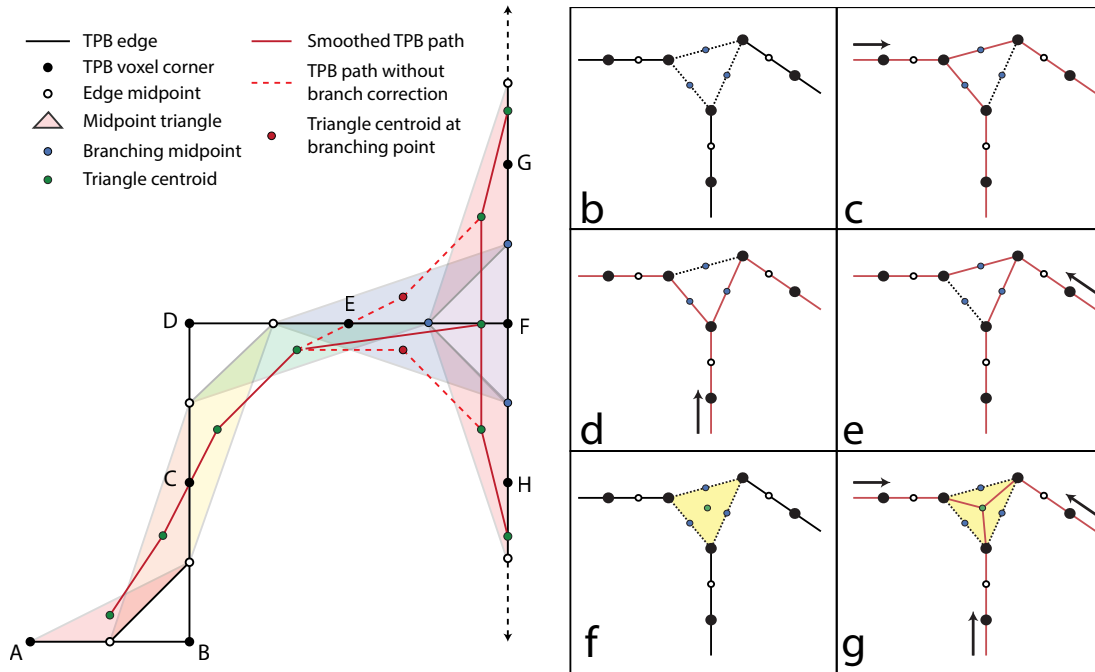 TPB edge
TPB voxel corner
Edge midpoint
Midpoint triangle
Branching midpoint
Triangle centroid
Smoothed TPB path
TPB path without
branch correction
Triangle centroid at
branching point
G
D
E
F
C
H
A
B
b
c
d
e
f
g